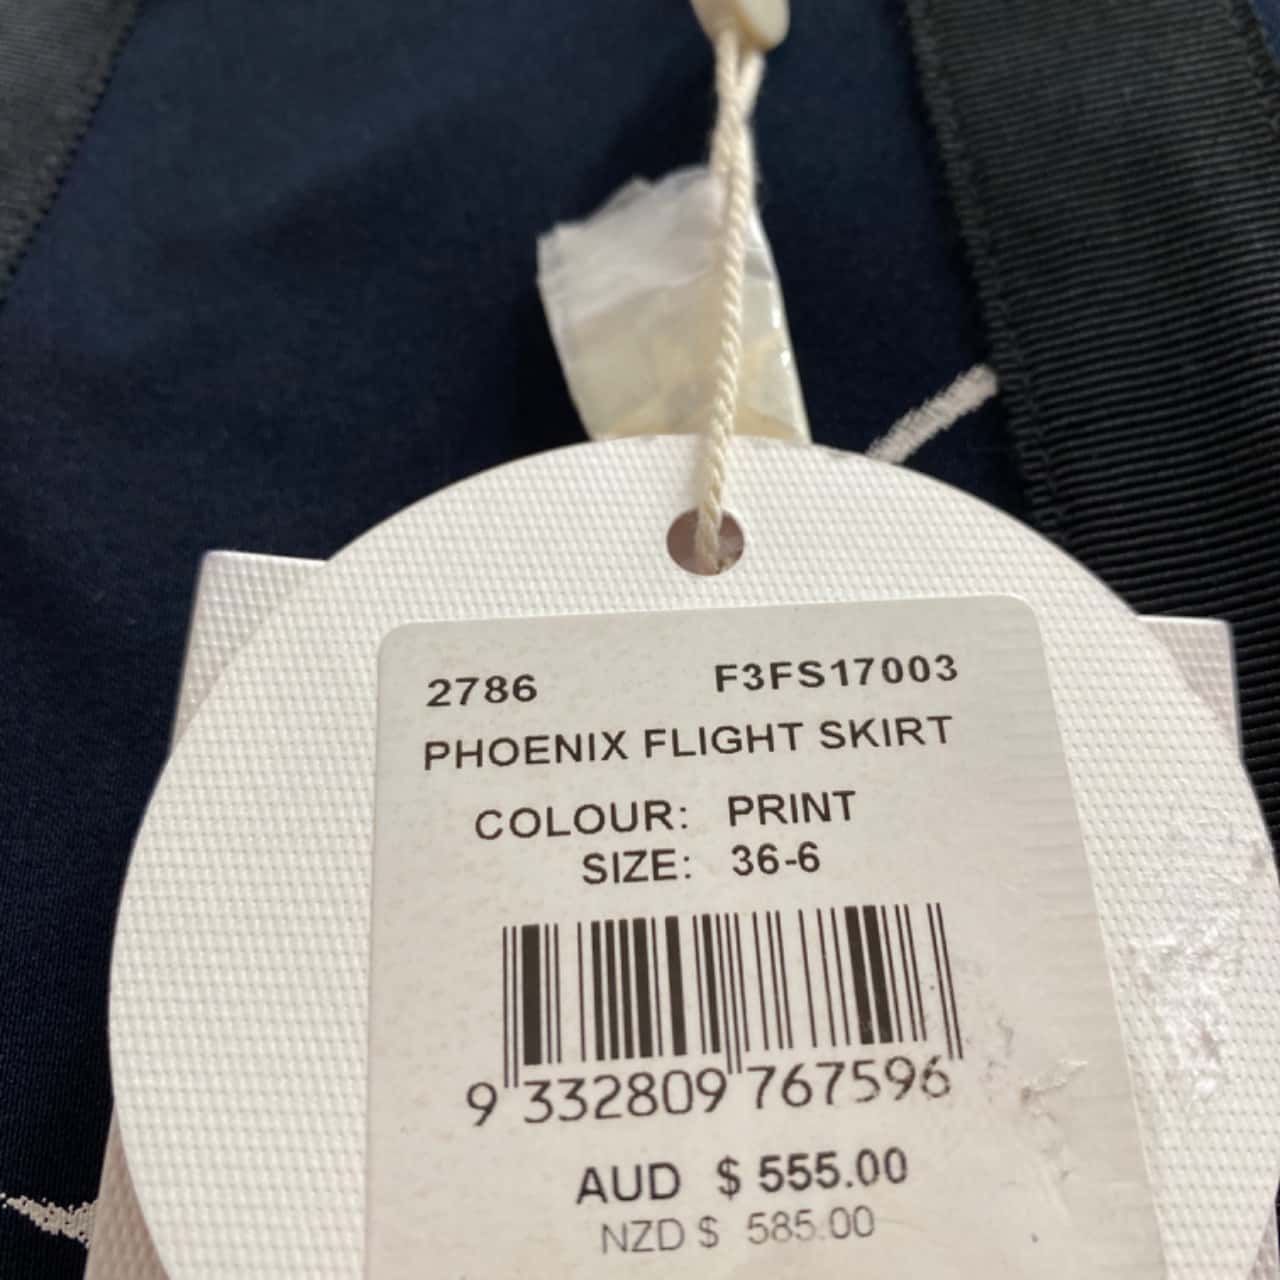 2786 F3FS17003
PHOENIX FLIGHT SKIRT
COLOUR: PRINT
SIZE: 36-6
9 332809 767596
AUD $ 555.00
NZD $ 585.00